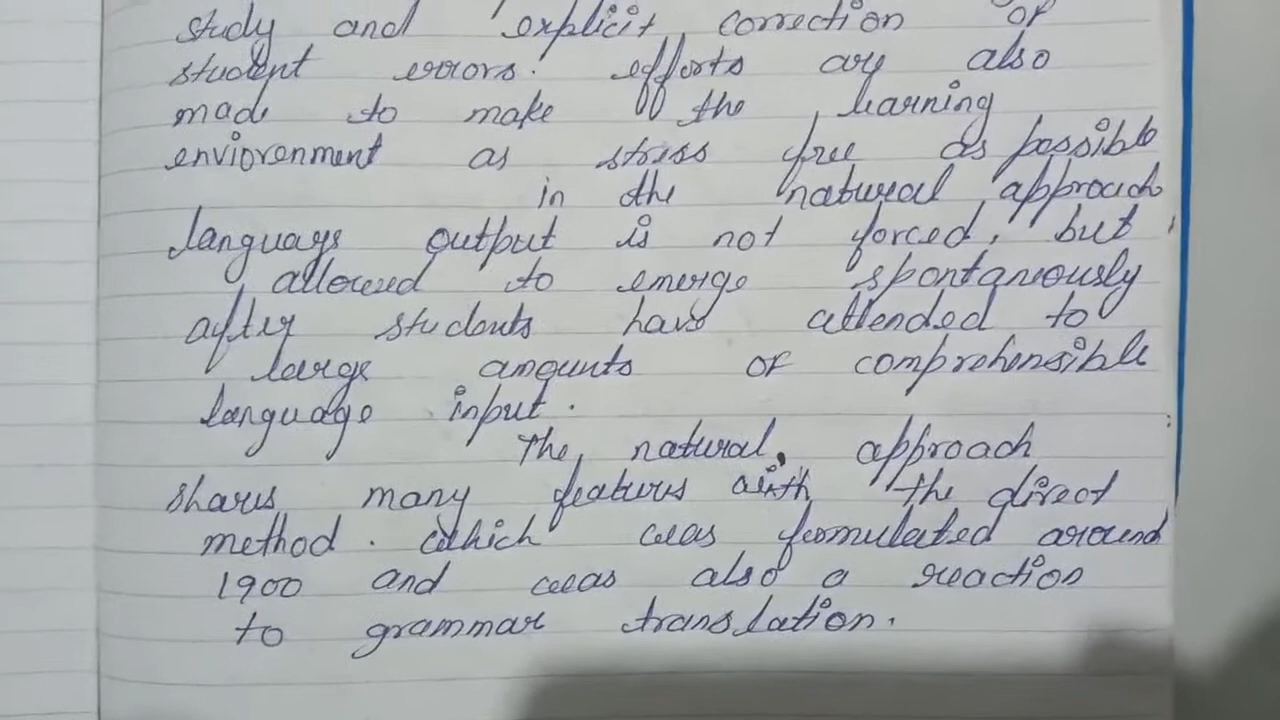 study and explicit correction of
student errors. efforts are also
made to make the learning
enviorenment as stress free as possible
in the natural approach
language output is not forced, but
allowed to emerge spontaneously
after students have attended to
large amounts of comprehensible
language input.
The natural, approach
shares many features with the direct
method. which was formulated around
1900 and was also a reaction
to grammar translation.